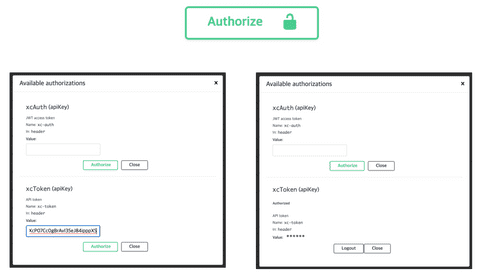 Authorize
Available authorizations
×
xcAuth (apiKey)
JWT access token
Name: xc-auth
In: header
Value:
Authorize
Close
xcToken (apiKey)
API token
Name: xc-token
In: header
Value:
Authorize
Close
Available authorizations
×
xcAuth (apiKey)
JWT access token
Name: xc-auth
In: header
Value:
Authorize
Close
xcToken (apiKey)
Authorized
API token
Name: xc-token
In: header
Value: ******
Logout
Close